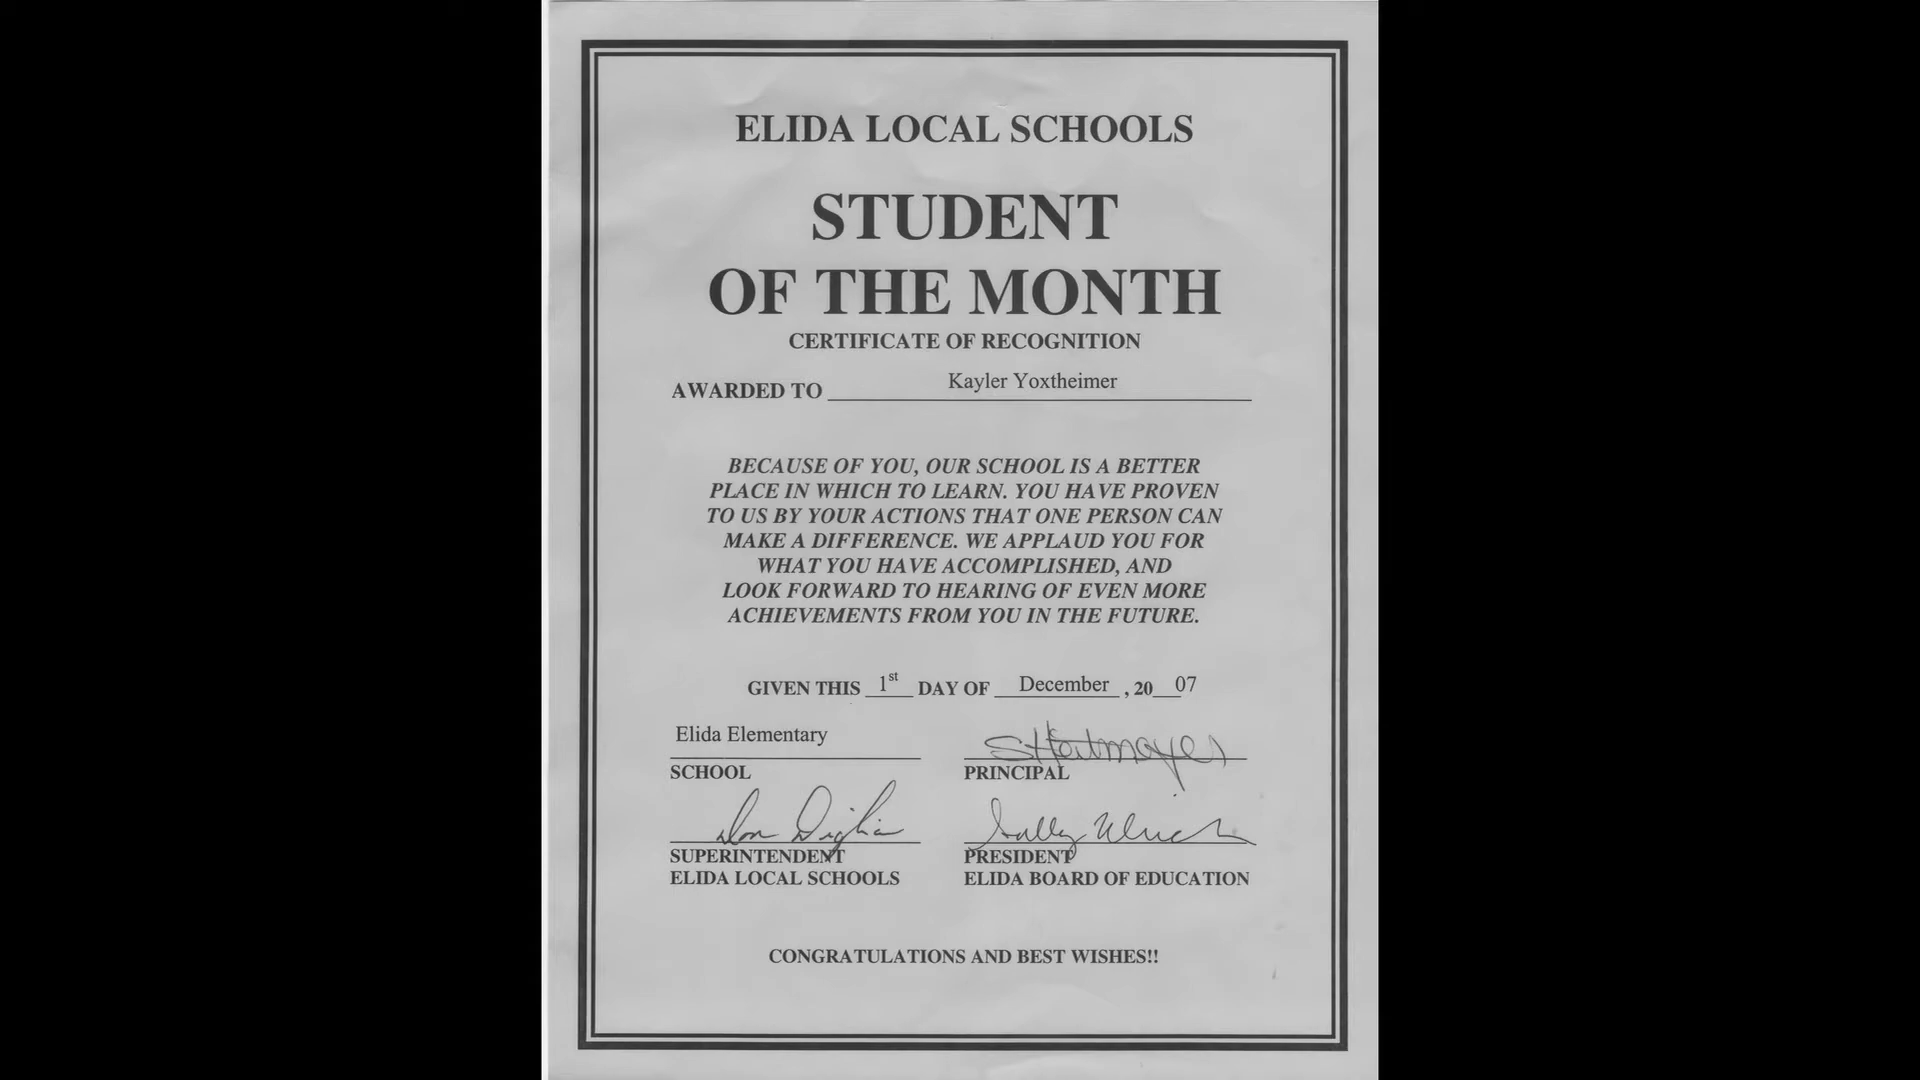 ELIDA LOCAL SCHOOLS
STUDENT
OF THE MONTH
CERTIFICATE OF RECOGNITION
AWARDED TO Kayler Yoxtheimer
BECAUSE OF YOU, OUR SCHOOL IS A BETTER
PLACE IN WHICH TO LEARN. YOU HAVE PROVEN
TO US BY YOUR ACTIONS THAT ONE PERSON CAN
MAKE A DIFFERENCE. WE APPLAUD YOU FOR
WHAT YOU HAVE ACCOMPLISHED, AND
LOOK FORWARD TO HEARING OF EVEN MORE
ACHIEVEMENTS FROM YOU IN THE FUTURE.
GIVEN THIS 1st DAY OF December, 20 07
Elida Elementary
SCHOOL PRINCIPAL
Don Sally
SUPERINTENDENT PRESIDENT
ELIDA LOCAL SCHOOLS ELIDA BOARD OF EDUCATION
CONGRATULATIONS AND BEST WISHES!!